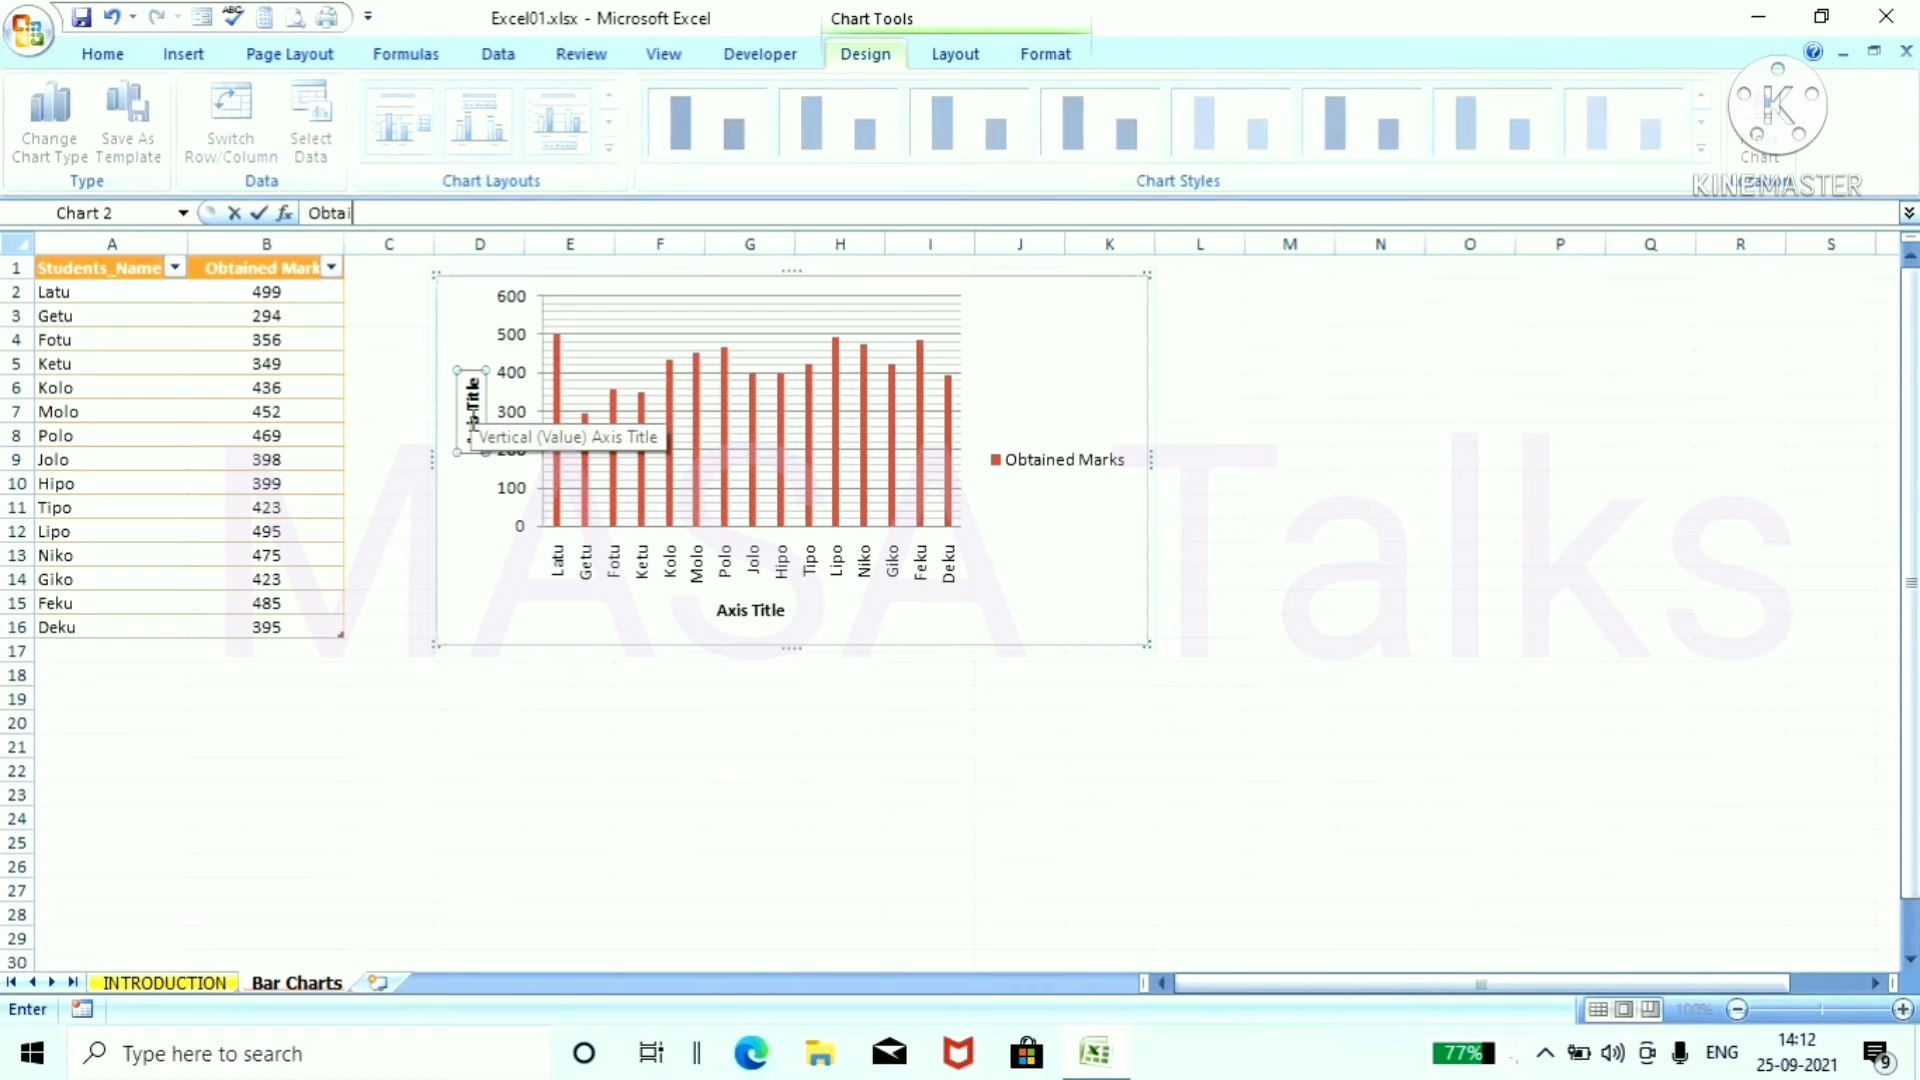 Excel01.xlsx - Microsoft Excel
Chart Tools
Home Insert Page Layout Formulas Data Review View Developer Design Layout Format
Change Chart Type
Save As Template
Switch Row/Column
Select Data
Chart
Type Data Chart Layouts Chart Styles
K
KINEMASTER
Chart 2 fx Obtai
A B C D E F G H I J K L M N O P Q R S
1 Students_Name Obtained Mark
2 Latu 499
3 Getu 294
4 Fotu 356
5 Ketu 349
6 Kolo 436
7 Molo 452
8 Polo 469
9 Jolo 398
10 Hipo 399
11 Tipo 423
12 Lipo 495
13 Niko 475
14 Giko 423
15 Feku 485
16 Deku 395
17
18
19
20
21
22
23
24
25
26
27
28
29
30
600
500
400
300
200
100
0
Title
Vertical (Value) Axis Title
Obtained Marks
Latu Getu Fotu Ketu Kolo Molo Polo Jolo Hipo Tipo Lipo Niko Giko Feku Deku
Axis Title
MASA Talks
INTRODUCTION Bar Charts
Enter
100%
Type here to search
77%
ENG
14:12
25-09-2021
9